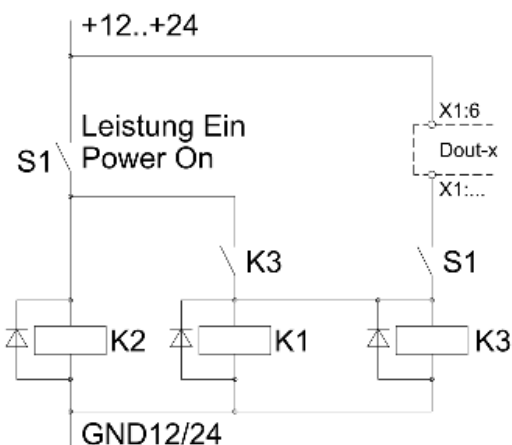 +12..+24
X1:6
Leistung Ein
S1
Power On
Dout-x
X1:...
K3
S1
K2
K1
K3
GND12/24